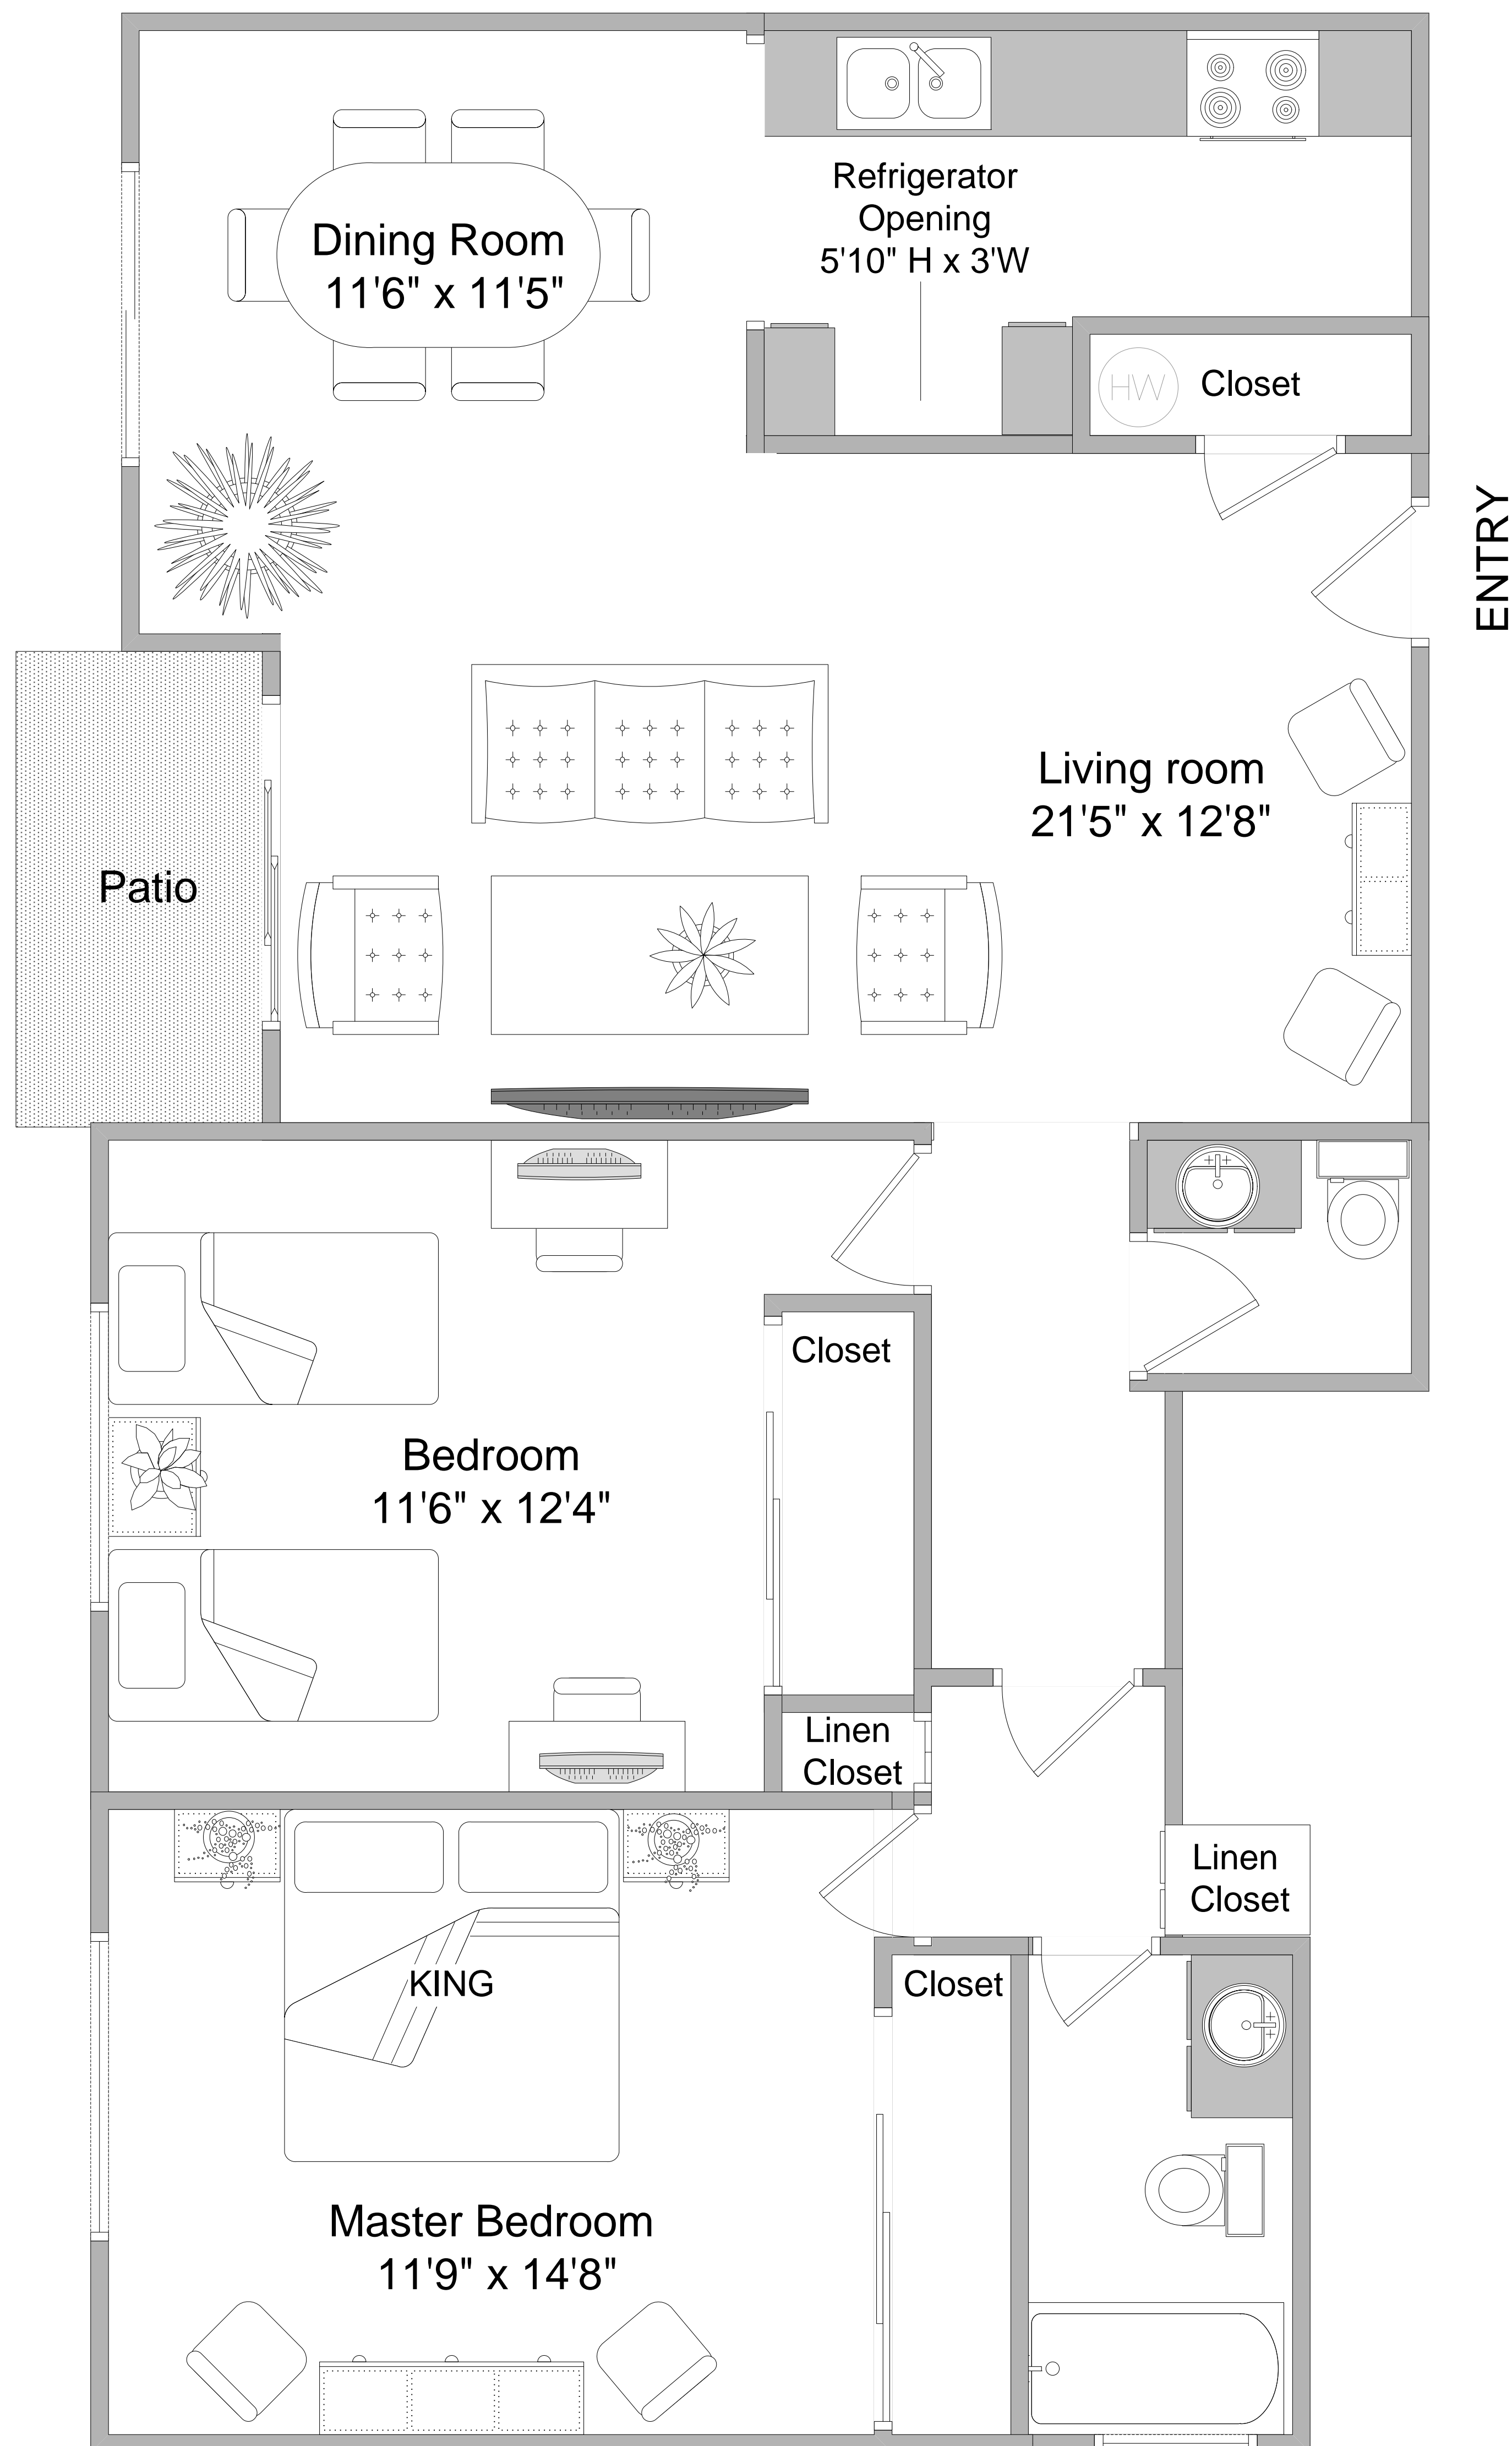 Dining Room
11'6" x 11'5"
Refrigerator
Opening
5'10" H x 3'W
HW
Closet
ENTRY
Living room
21'5" x 12'8"
Patio
Closet
Bedroom
11'6" x 12'4"
Linen
Closet
Linen
Closet
KING
Closet
Master Bedroom
11'9" x 14'8"